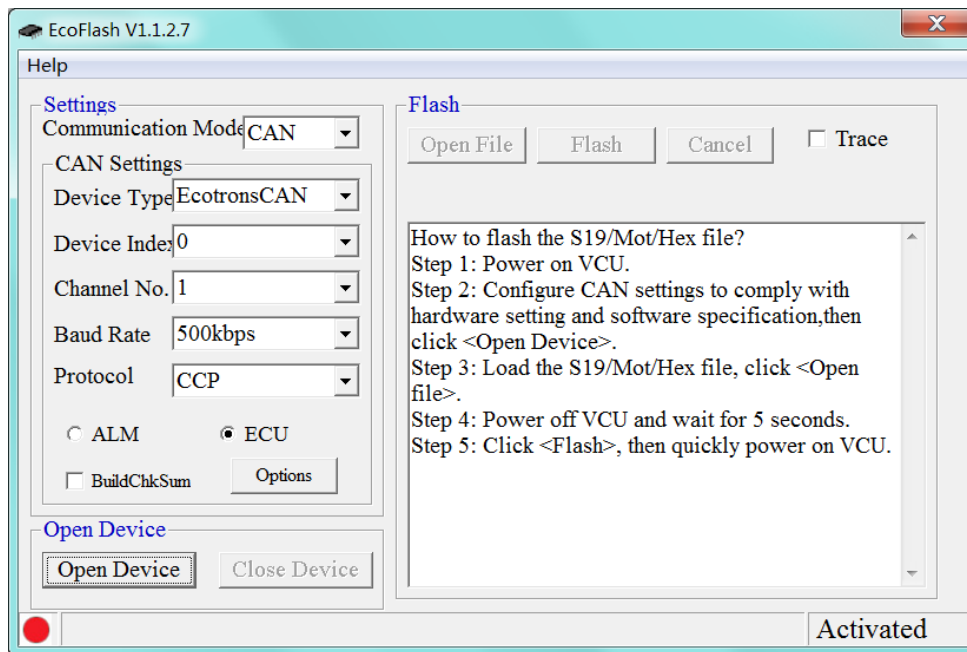 EcoFlash V1.1.2.7
Help
Settings
Communication Mode CAN
CAN Settings
Device Type EcotronsCAN
Device Index 0
Channel No. 1
Baud Rate 500kbps
Protocol CCP
ALM ECU
BuildChkSum Options
Open Device
Open Device Close Device
Flash
Open File Flash Cancel Trace
How to flash the S19/Mot/Hex file?
Step 1: Power on VCU.
Step 2: Configure CAN settings to comply with
hardware setting and software specification,then
click <Open Device>.
Step 3: Load the S19/Mot/Hex file, click <Open
file>.
Step 4: Power off VCU and wait for 5 seconds.
Step 5: Click <Flash>, then quickly power on VCU.
Activated